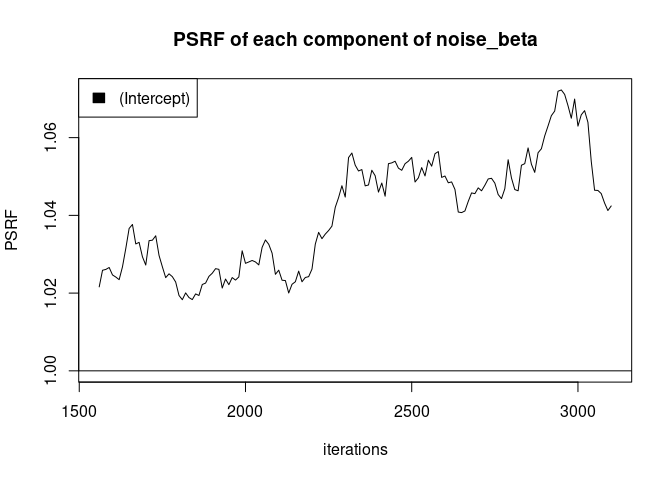 PSRF of each component of noise_beta
(Intercept)
PSRF
1.06
1.04
1.02
1.00
1500 2000 2500 3000
iterations